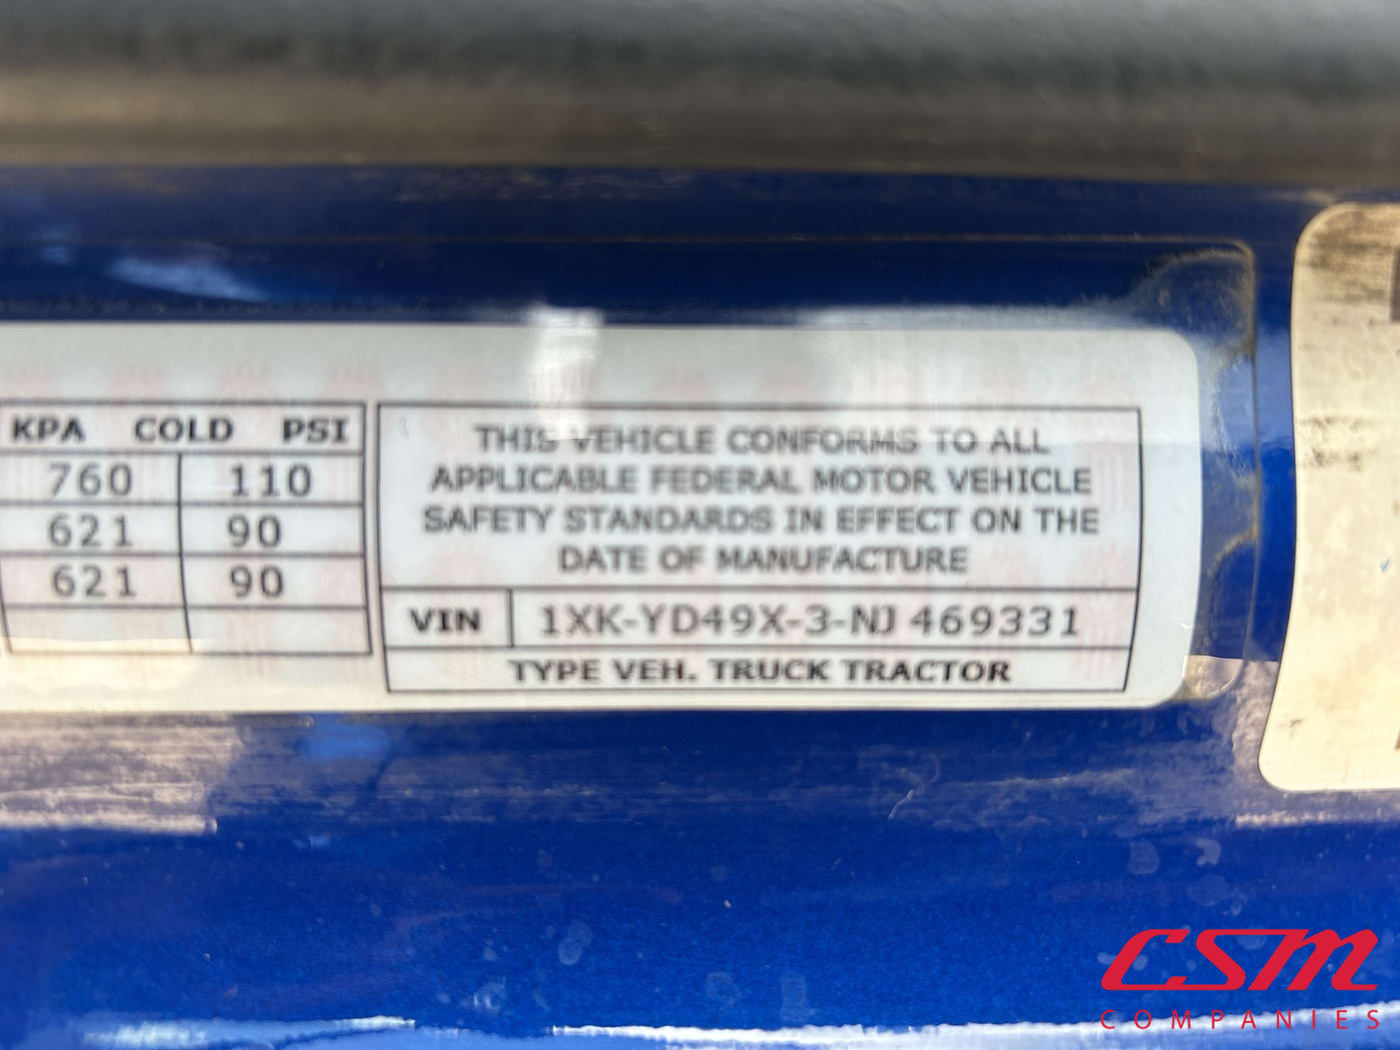 KPA COLD PSI
760 110
621 90
621 90
THIS VEHICLE CONFORMS TO ALL
APPLICABLE FEDERAL MOTOR VEHICLE
SAFETY STANDARDS IN EFFECT ON THE
DATE OF MANUFACTURE
VIN 1XK-YD49X-3-NJ 469331
TYPE VEH. TRUCK TRACTOR
CSM
COMPANIES